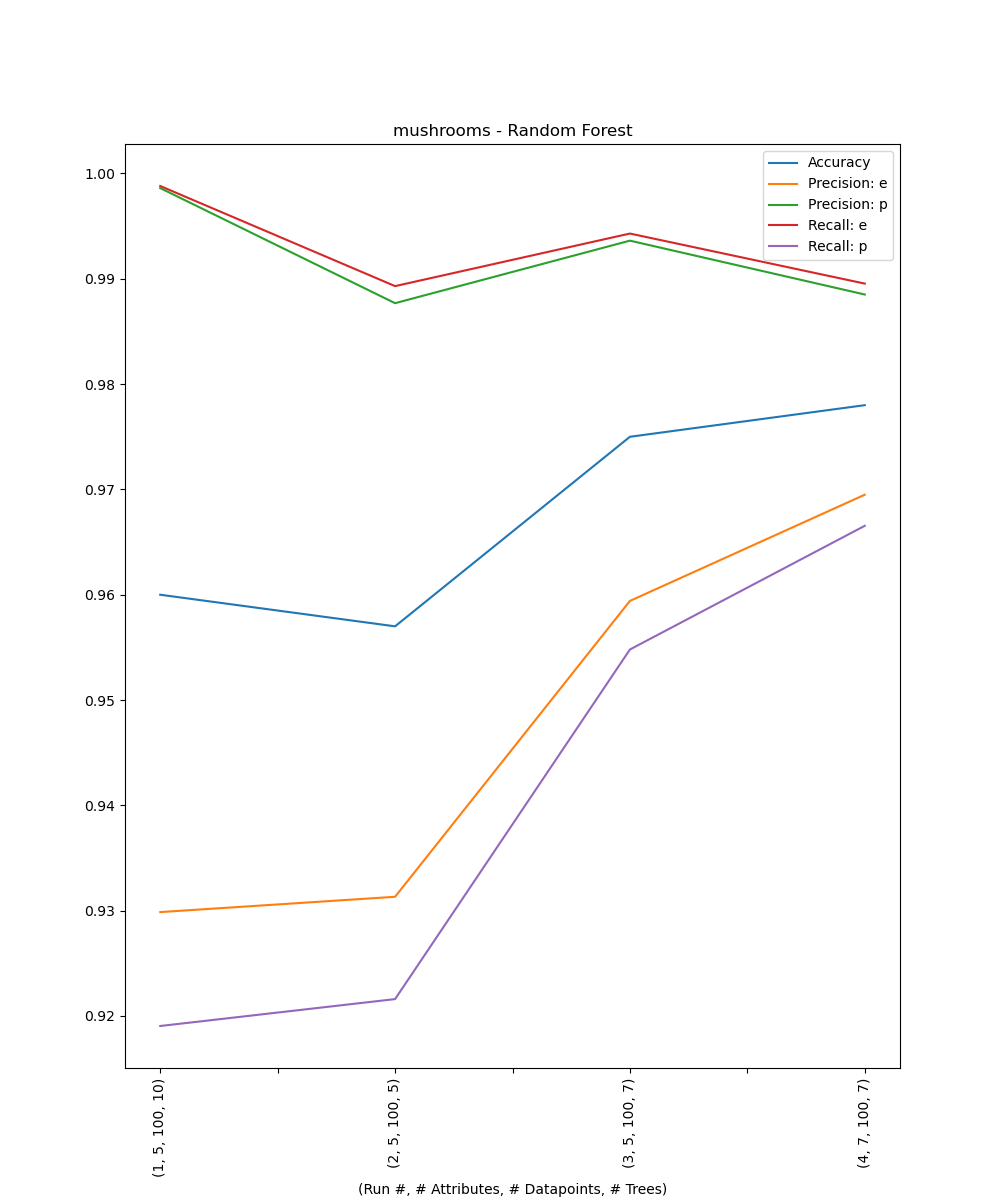 mushrooms - Random Forest
Accuracy
Precision: e
Precision: p
Recall: e
Recall: p
1.00
0.99
0.98
0.97
0.96
0.95
0.94
0.93
0.92
(1, 5, 100, 10)
(2, 5, 100, 5)
(3, 5, 100, 7)
(4, 7, 100, 7)
(Run #, # Attributes, # Datapoints, # Trees)